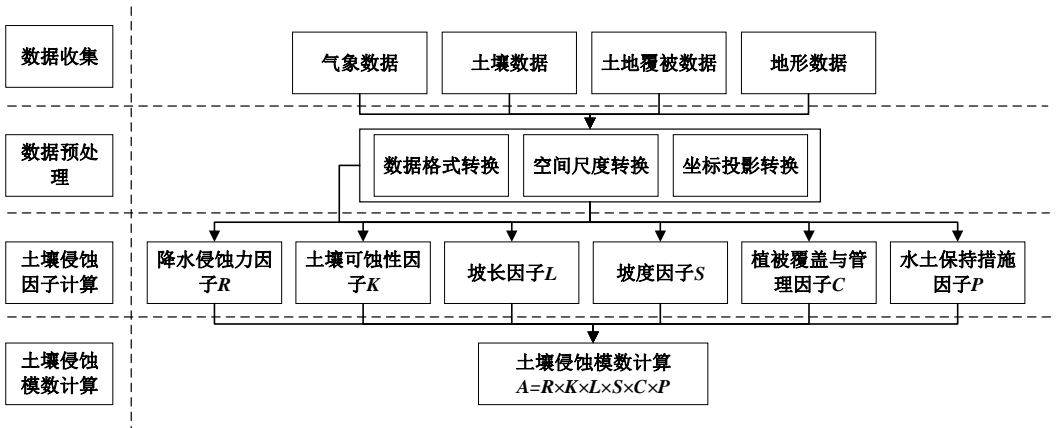 数据收集
气象数据
土壤数据
土地覆被数据
地形数据
数据预处
理
数据格式转换
空间尺度转换
坐标投影转换
土壤侵蚀
因子计算
降水侵蚀力因
子R
土壤可蚀性因
子K
坡长因子L
坡度因子S
植被覆盖与管
理因子C
水土保持措施
因子P
土壤侵蚀
模数计算
土壤侵蚀模数计算
A=R×K×L×S×C×P